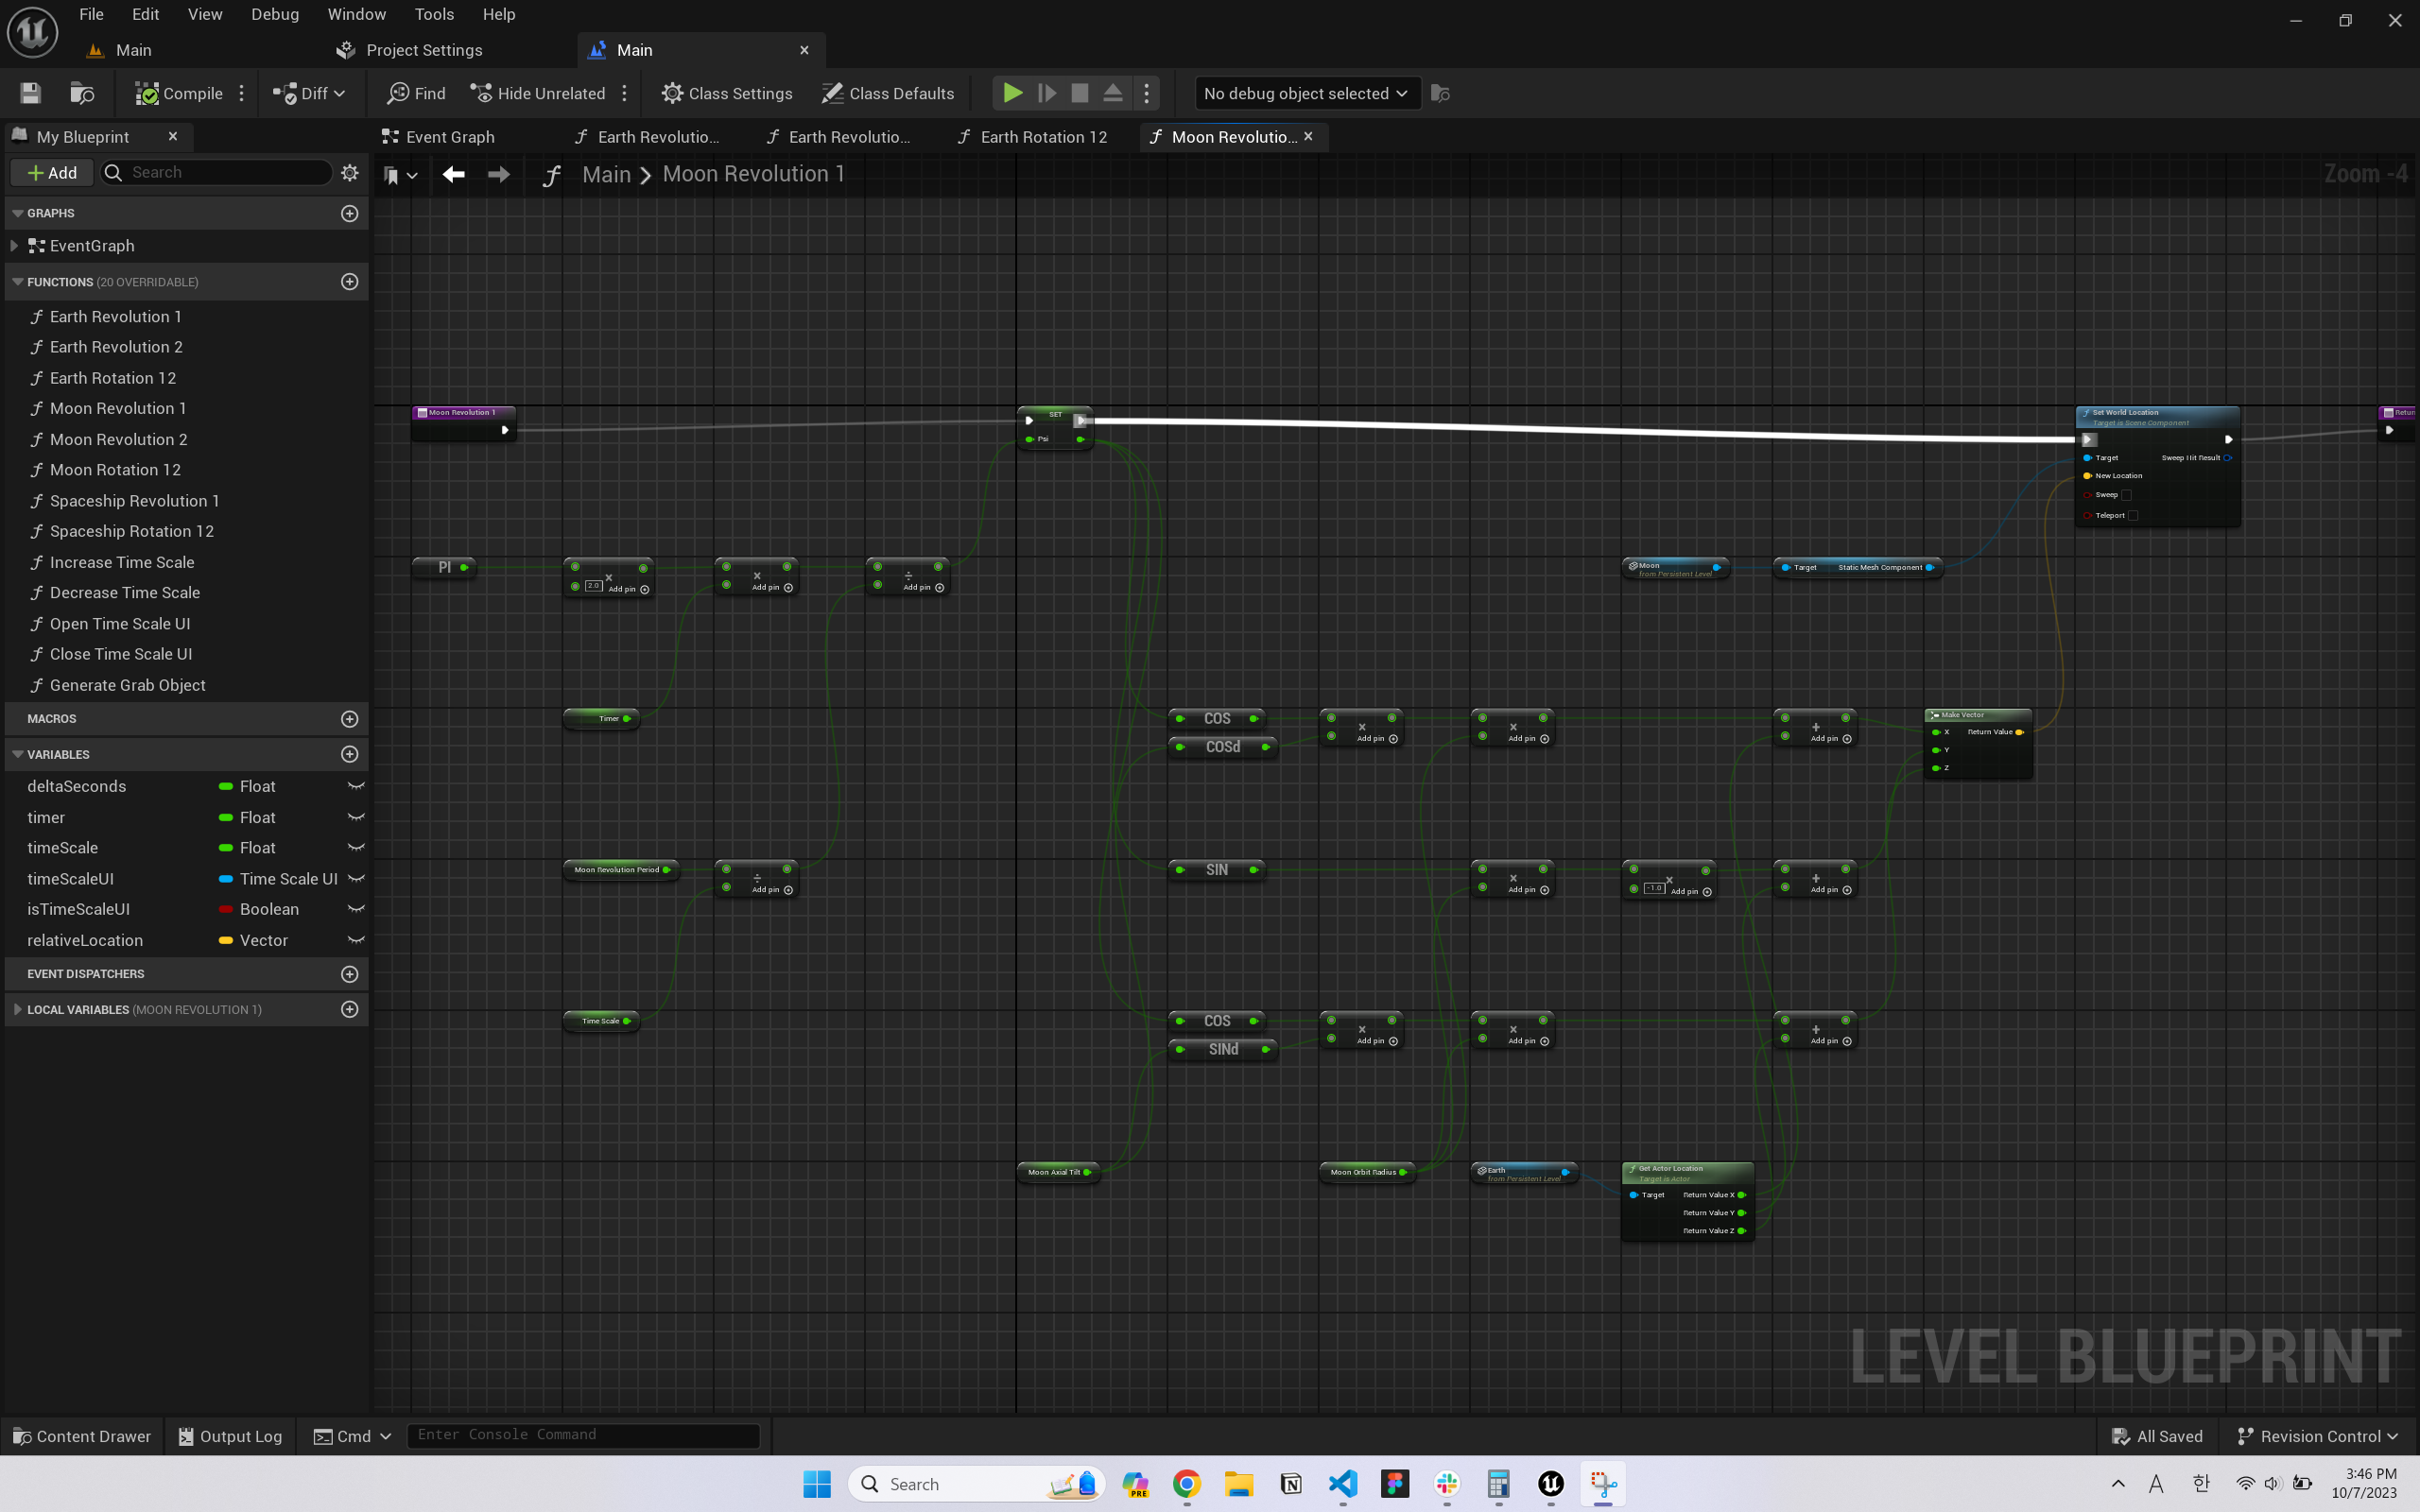 File Edit View Debug Window Tools Help
Main Project Settings Main
Compile Diff Find Hide Unrelated Class Settings Class Defaults No debug object selected
My Blueprint Event Graph Earth Revolutio... Earth Revolutio... Earth Rotation 12 Moon Revolutio...
Add Search Main Moon Revolution 1 Zoom -4
GRAPHS
EventGraph
FUNCTIONS (20 OVERRIDABLE)
Earth Revolution 1
Earth Revolution 2
Earth Rotation 12
Moon Revolution 1
Moon Revolution 2
Moon Rotation 12
Spaceship Revolution 1
Spaceship Rotation 12
Increase Time Scale
Decrease Time Scale
Open Time Scale UI
Close Time Scale UI
Generate Grab Object
MACROS
VARIABLES
deltaSeconds Float
timer Float
timeScale Float
timeScaleUI Time Scale UI
isTimeScaleUI Boolean
relativeLocation Vector
EVENT DISPATCHERS
LOCAL VARIABLES (MOON REVOLUTION 1)
Moon Revolution 1
SET
Psi
Set World Location
Target is Scene Component
Target Sweep Hit Result
New Location
Sweep
Teleport
Retur
PI
2.0 × Add pin
× Add pin
÷ Add pin
Moon
from Persistent Level
Target Static Mesh Component
Timer
COS
COSd
× Add pin
× Add pin
+ Add pin
Make Vector
X Return Value
Y
Z
Moon Revolution Period
÷ Add pin
SIN
× Add pin
-1.0 × Add pin
+ Add pin
Time Scale
COS
SINd
× Add pin
× Add pin
+ Add pin
Moon Axial Tilt
Moon Orbit Radius
Earth
from Persistent Level
Get Actor Location
Target is Actor
Target Return Value X
Return Value Y
Return Value Z
LEVEL BLUEPRINT
Content Drawer Output Log Cmd Enter Console Command All Saved Revision Control
Search PRE A 한 3:46 PM
10/7/2023